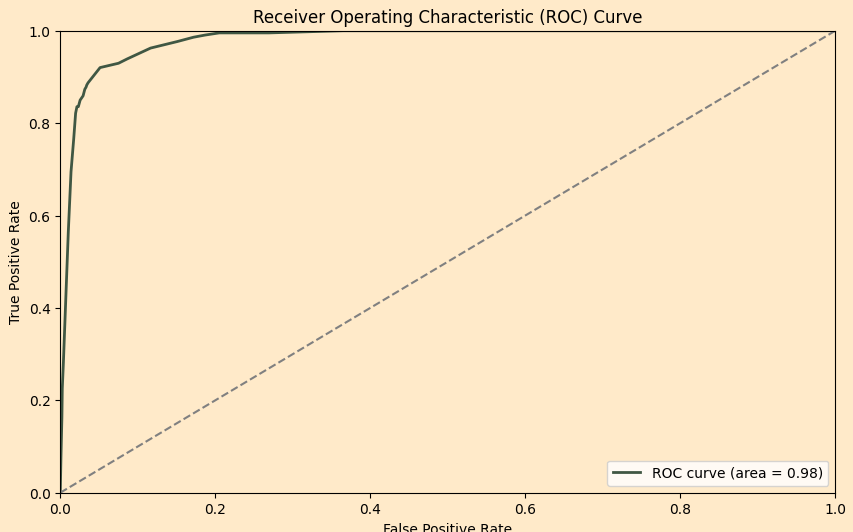 Receiver Operating Characteristic (ROC) Curve
1.0
0.8
0.6
0.4
0.2
0.0
True Positive Rate
ROC curve (area = 0.98)
0.0 0.2 0.4 0.6 0.8 1.0
False Positive Rate